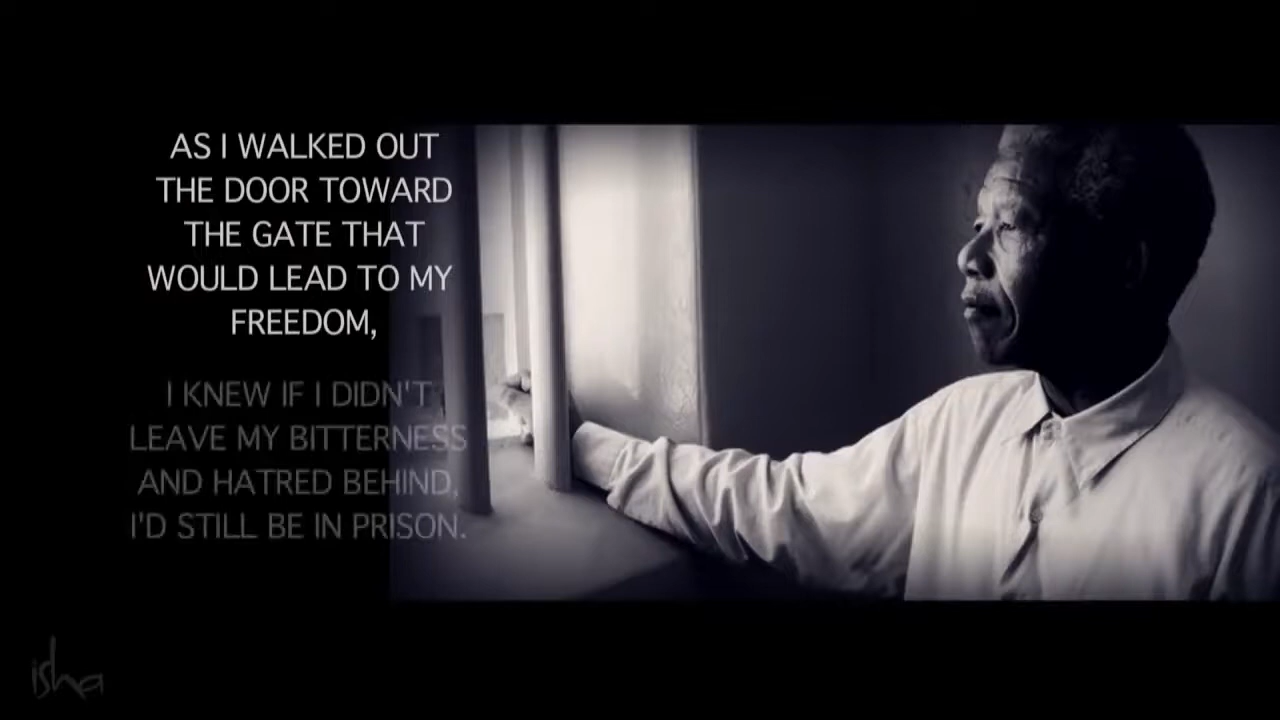 AS I WALKED OUT
THE DOOR TOWARD
THE GATE THAT
WOULD LEAD TO MY
FREEDOM,
I KNEW IF I DIDN'T
LEAVE MY BITTERNESS
AND HATRED BEHIND,
I'D STILL BE IN PRISON.
isha